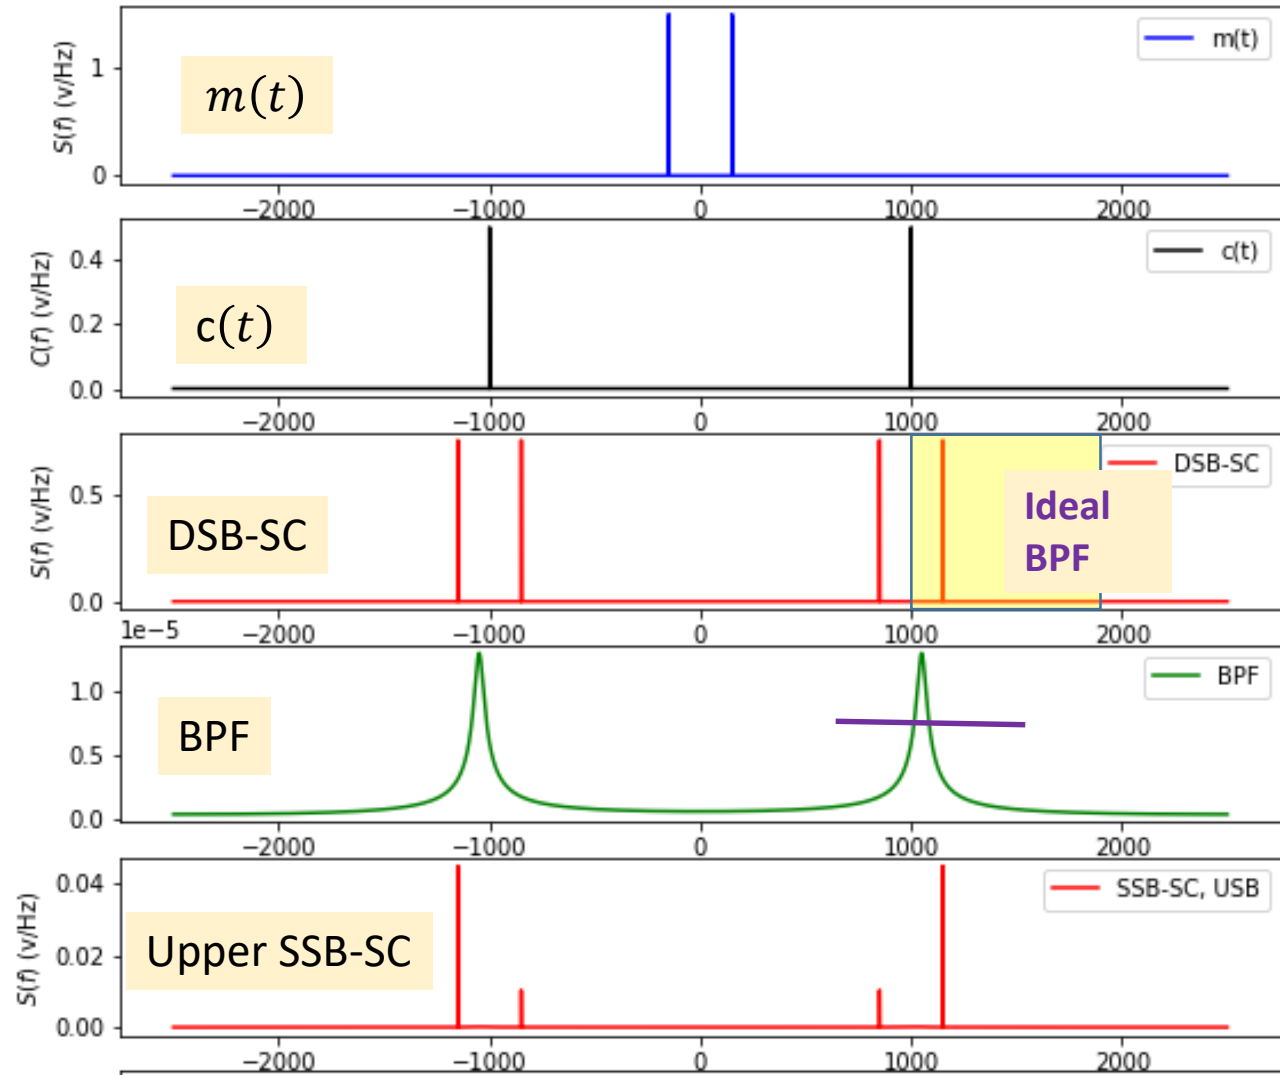 S(f) (v/Hz)
1
0
m(t)
m(t)
−2000
−1000
0
1000
2000
C(f) (v/Hz)
0.4
0.2
0.0
c(t)
c(t)
−2000
−1000
0
1000
2000
S(f) (v/Hz)
0.5
0.0
DSB-SC
DSB-SC
Ideal
BPF
−2000
−1000
0
1000
2000
1e−5
1.0
0.5
0.0
BPF
BPF
−2000
−1000
0
1000
2000
S(f) (v/Hz)
0.04
0.02
0.00
Upper SSB-SC
SSB-SC, USB
−2000
−1000
0
1000
2000